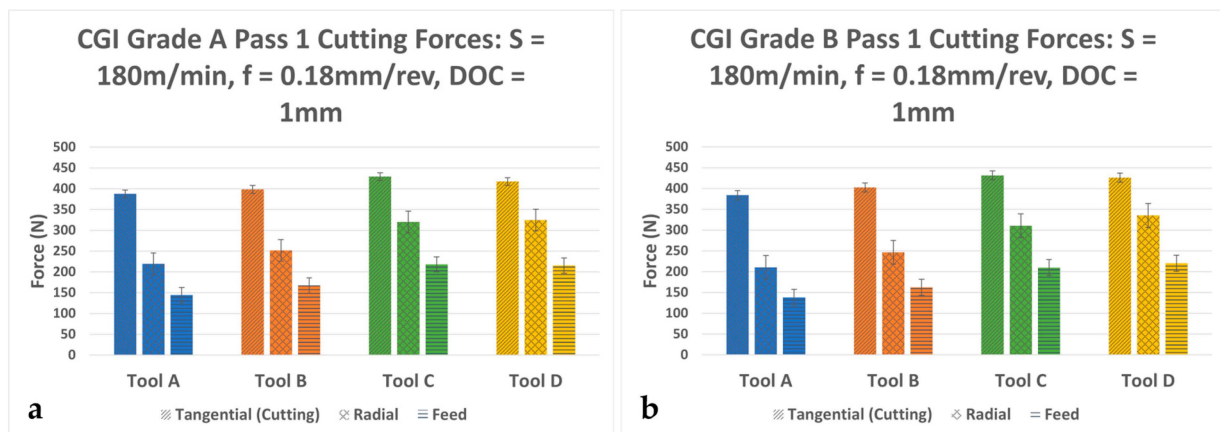 CGI Grade A Pass 1 Cutting Forces: S =
180m/min, f = 0.18mm/rev, DOC =
1mm
Force (N)
500
450
400
350
300
250
200
150
100
50
0
Tool A Tool B Tool C Tool D
Tangential (Cutting) Radial Feed
a
CGI Grade B Pass 1 Cutting Forces: S =
180m/min, f = 0.18mm/rev, DOC =
1mm
Force (N)
500
450
400
350
300
250
200
150
100
50
0
Tool A Tool B Tool C Tool D
Tangential (Cutting) Radial Feed
b